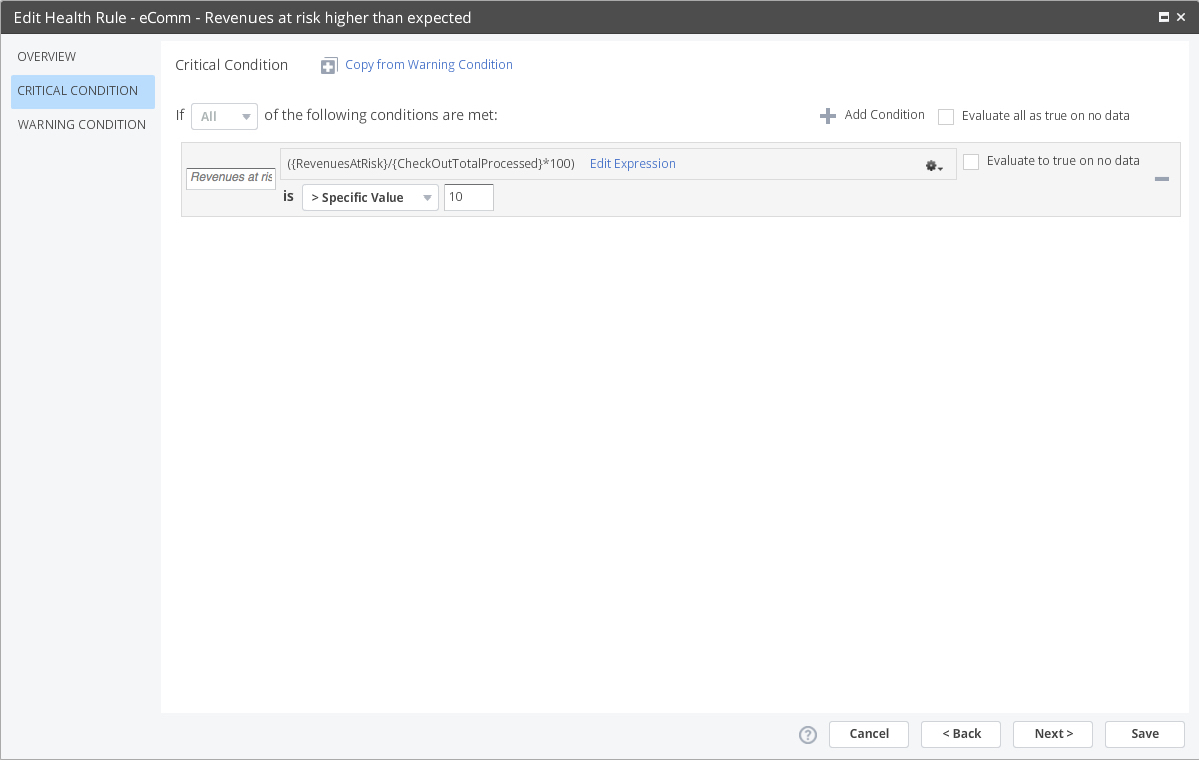 Edit Health Rule - eComm - Revenues at risk higher than expected
OVERVIEW
CRITICAL CONDITION
WARNING CONDITION
Critical Condition Copy from Warning Condition
If All of the following conditions are met: Add Condition Evaluate all as true on no data
Revenues at ris ({RevenuesAtRisk}/{CheckOutTotalProcessed}*100) Edit Expression Evaluate to true on no data
is > Specific Value 10
? Cancel < Back Next > Save